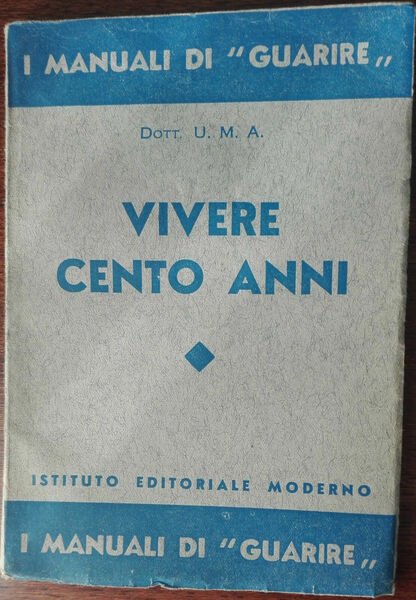 I MANUALI DI "GUARIRE„
DOTT. U. M. A.
VIVERE
CENTO ANNI
ISTITUTO EDITORIALE MODERNO
I MANUALI DI "GUARIRE„